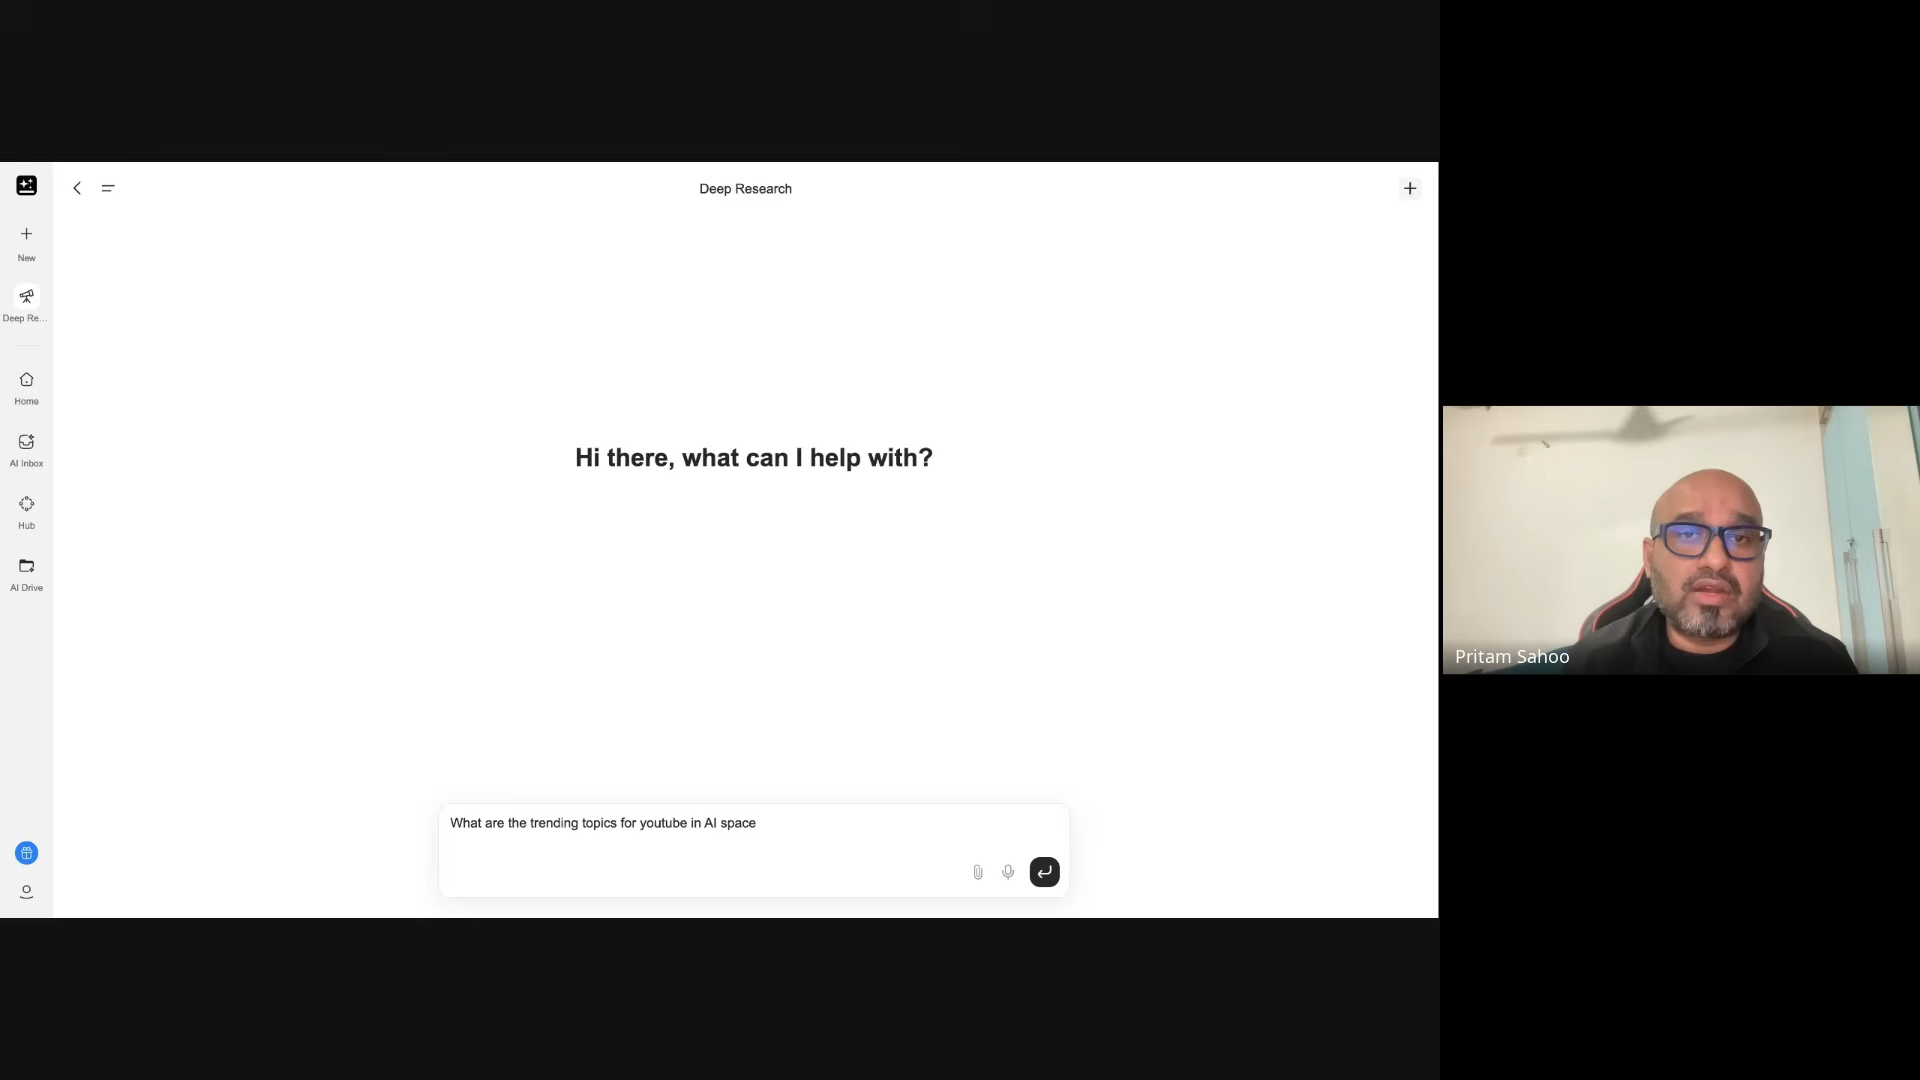 Deep Research
New
Deep Re...
Home
AI Inbox
Hub
AI Drive
Hi there, what can I help with?
What are the trending topics for youtube in AI space
Pritam Sahoo